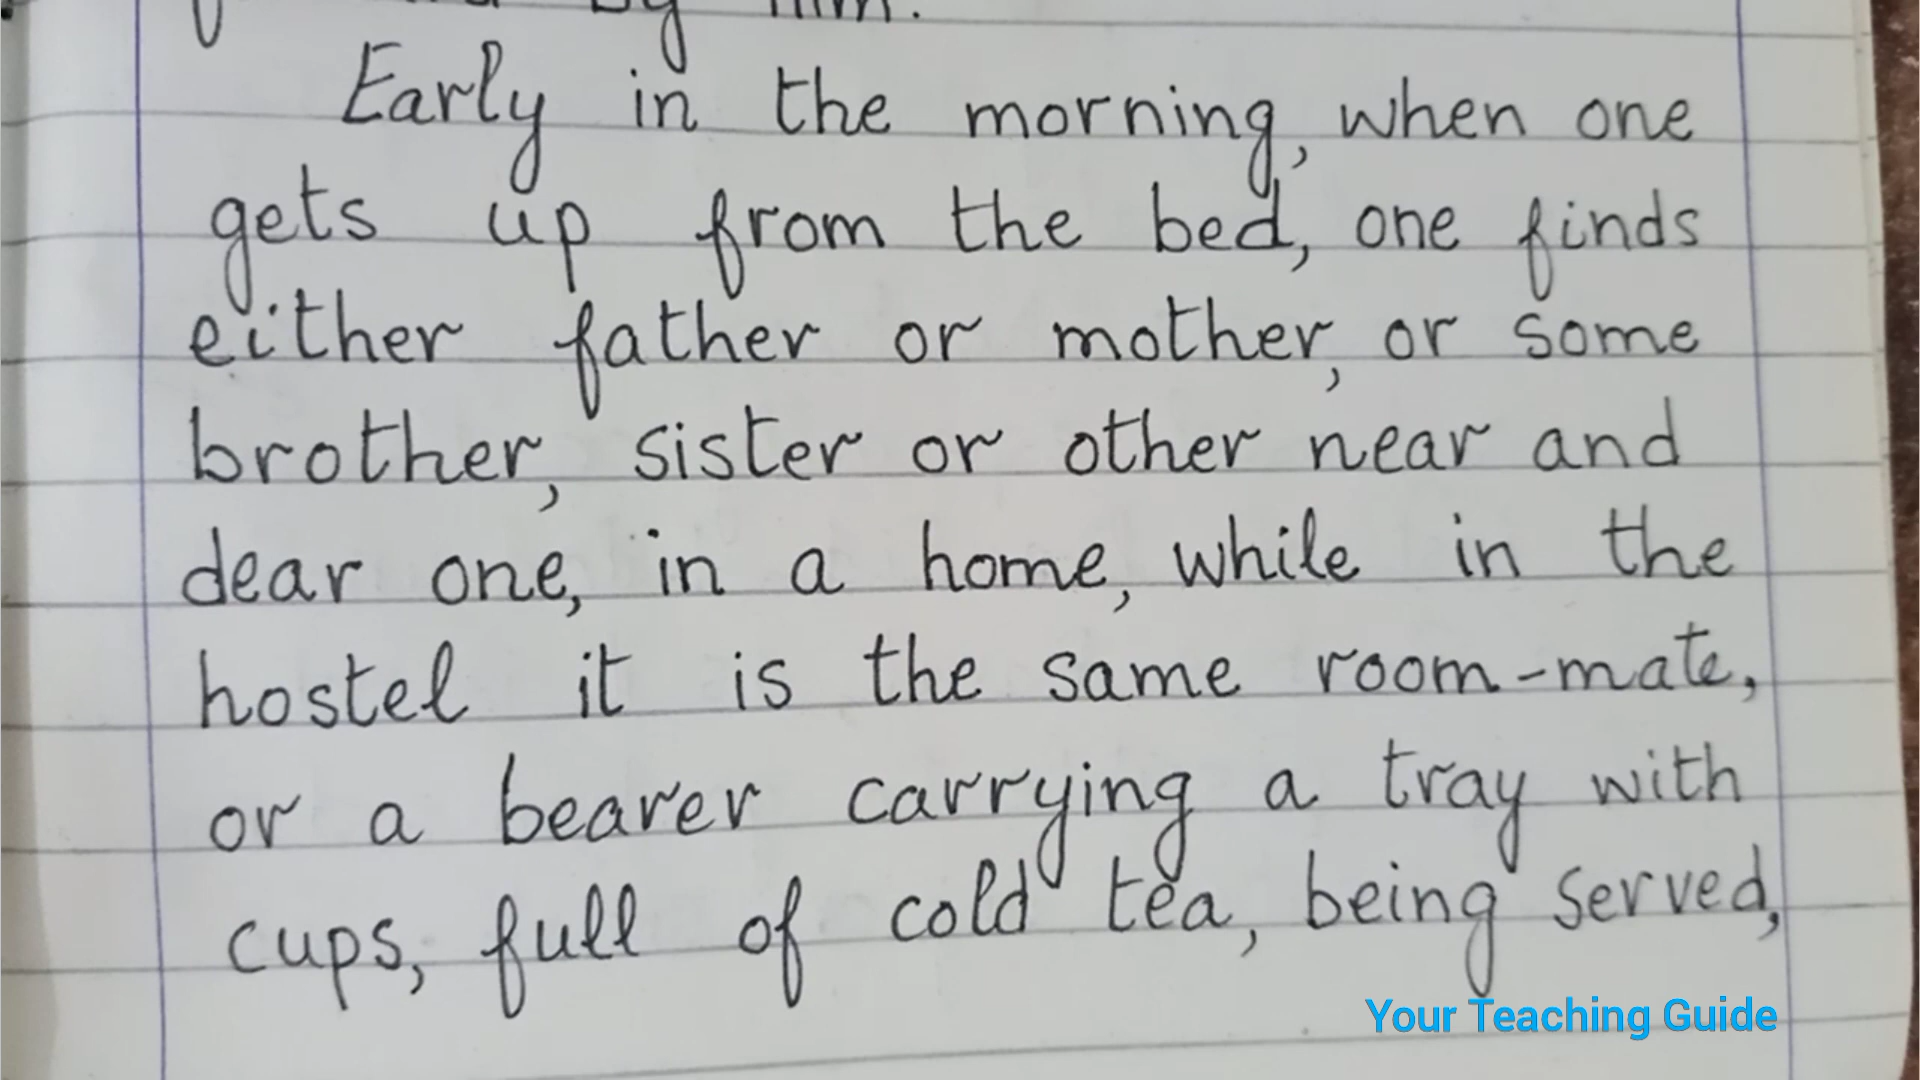 by him.
Early in the morning, when one
gets up from the bed, one finds
either father or mother, or some
brother, sister or other near and
dear one, in a home, while in the
hostel it is the same room-mate,
or a bearer carrying a tray with
cups, full of cold tea, being served,
Your Teaching Guide